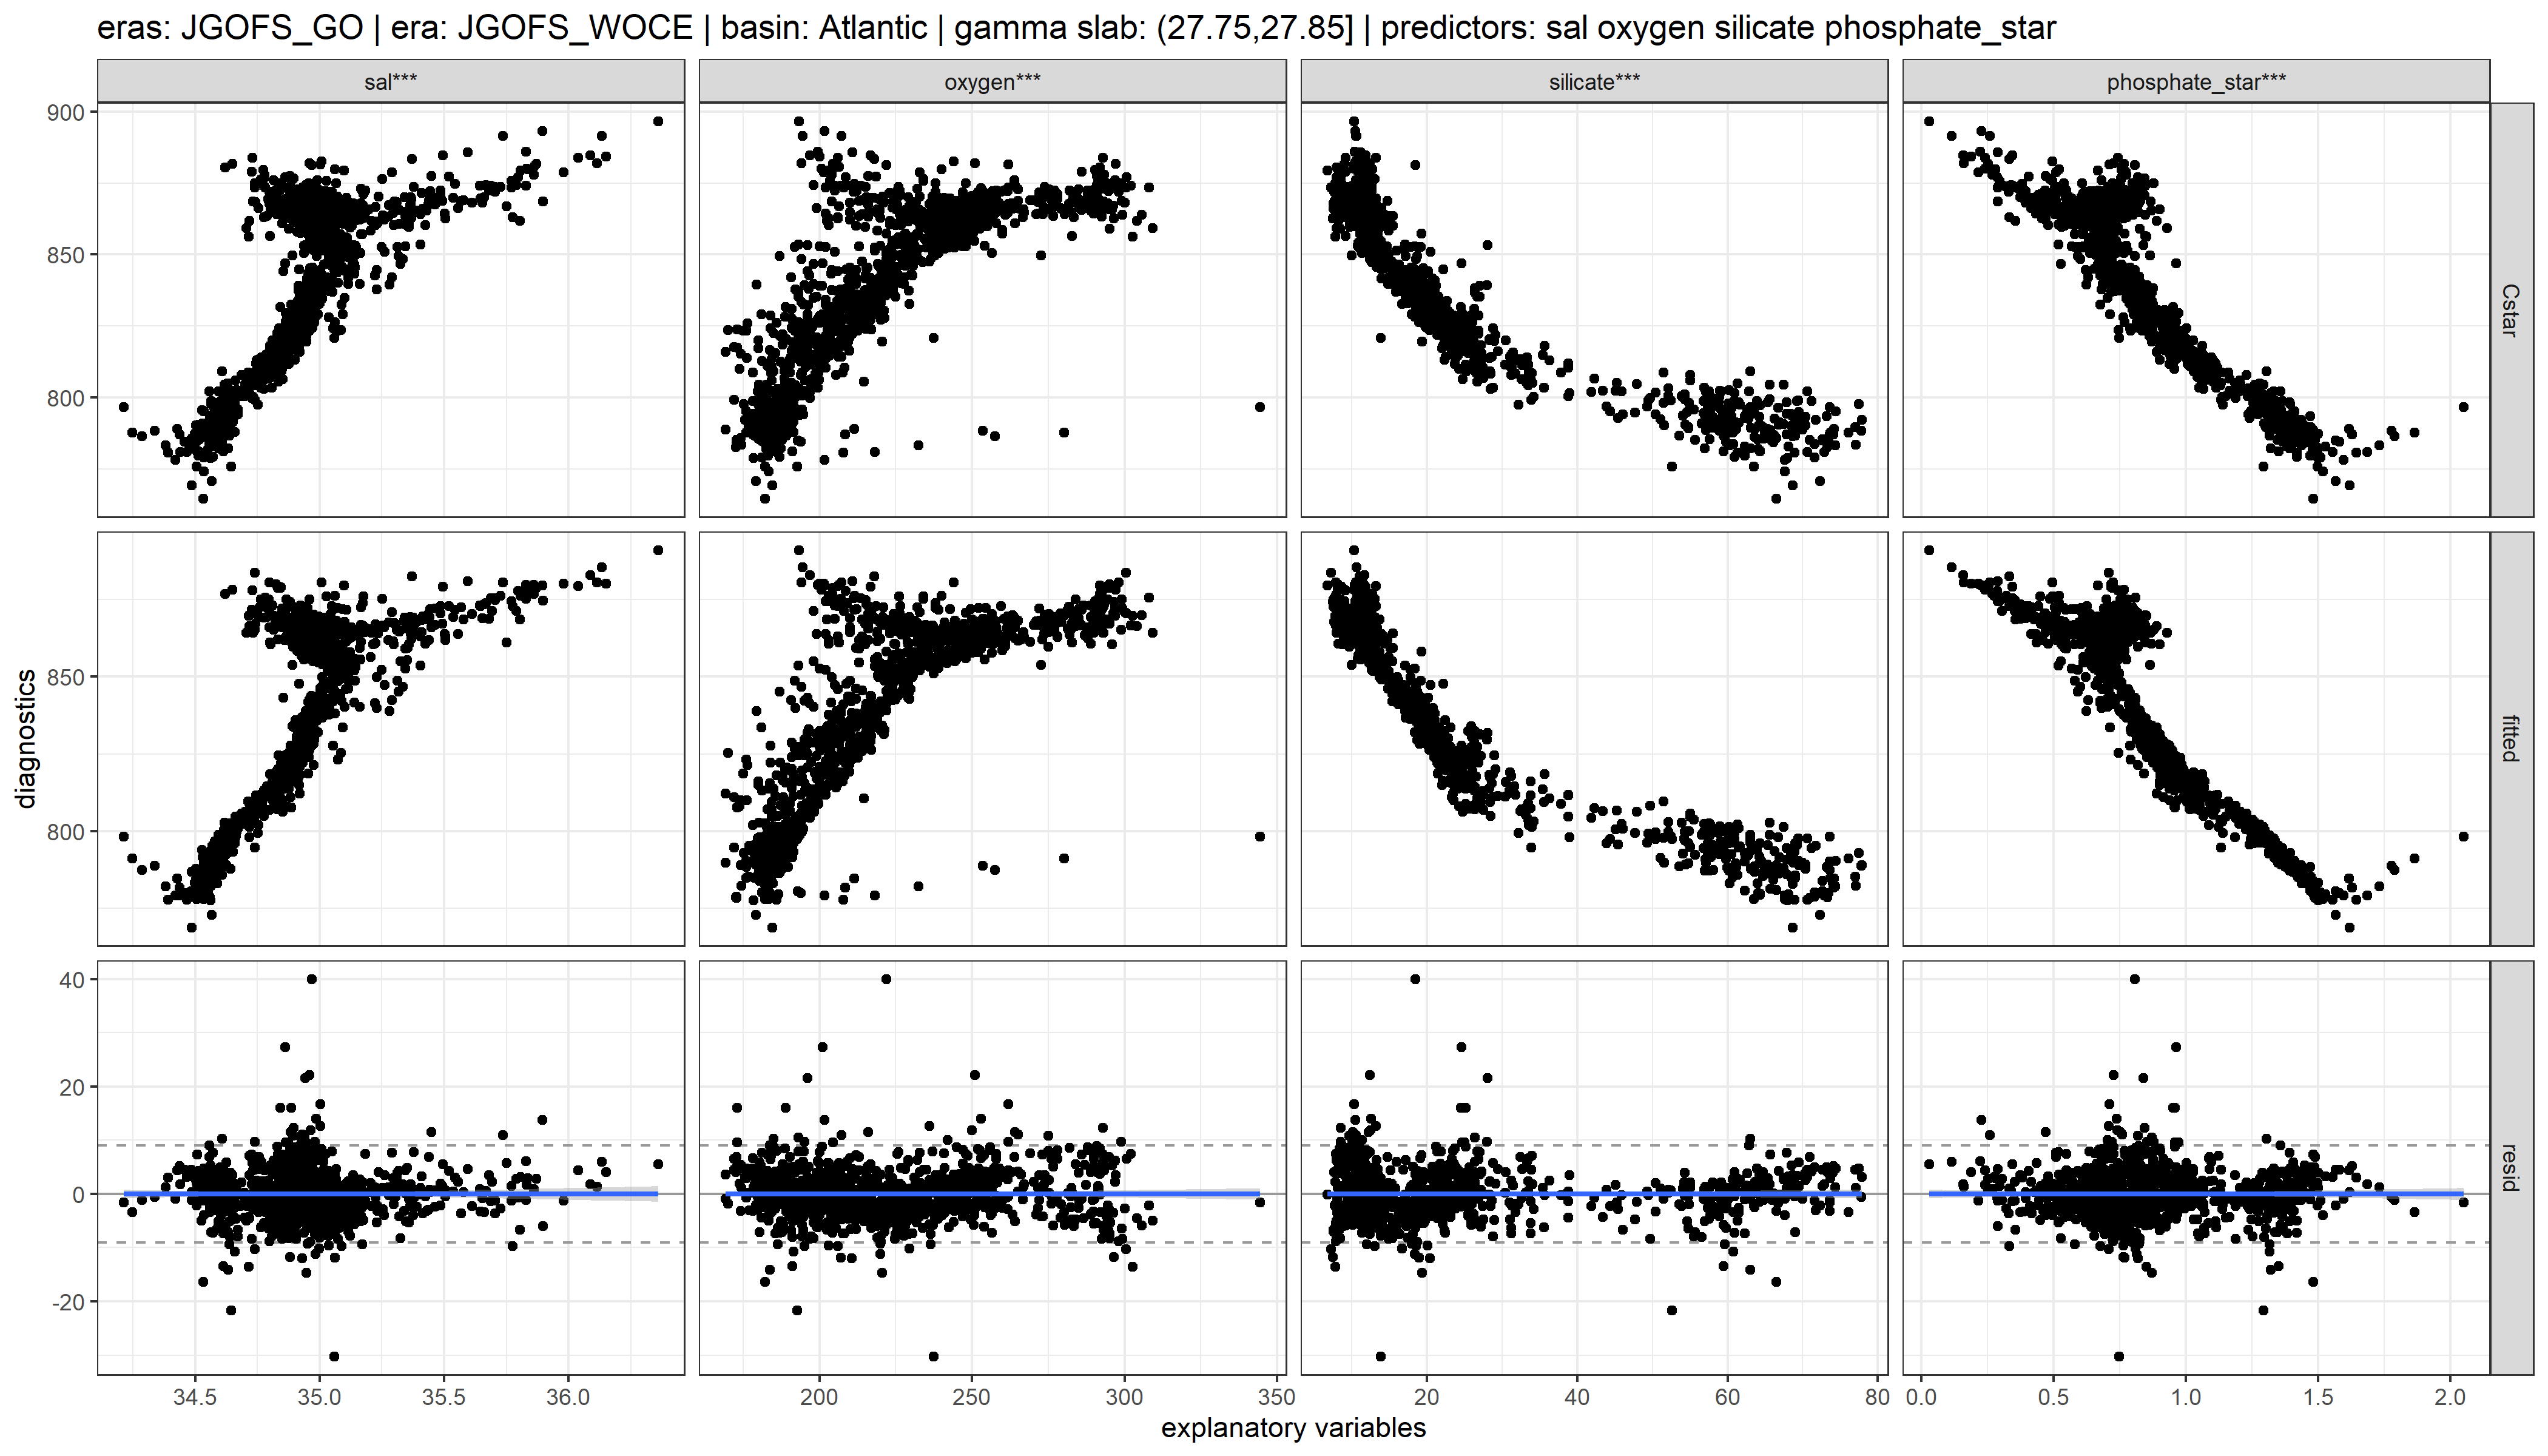 eras: JGOFS_GO | era: JGOFS_WOCE | basin: Atlantic | gamma slab: (27.75,27.85] | predictors: sal oxygen silicate phosphate_star
sal***
oxygen***
silicate***
phosphate_star***
900
850
800
Cstar
diagnostics
850
800
fitted
40
20
0
-20
resid
34.5 35.0 35.5 36.0
200 250 300 350
20 40 60 80
0.0 0.5 1.0 1.5 2.0
explanatory variables